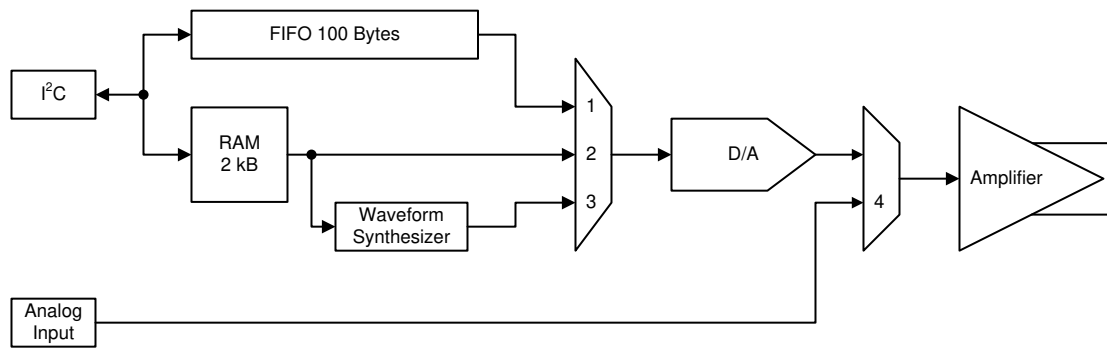 FIFO 100 Bytes
I²C
RAM
2 kB
1
2
3
D/A
4
Amplifier
Waveform
Synthesizer
Analog
Input